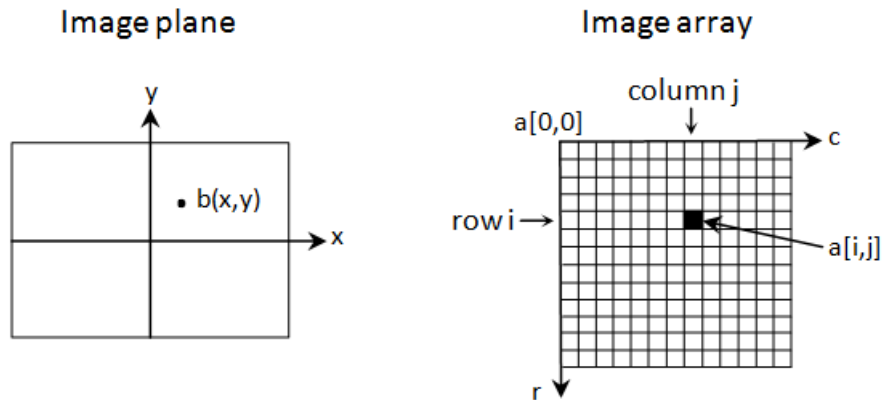 Image plane
Image array
y
b(x,y)
x
column j
a[0,0]
c
row i
a[i,j]
r